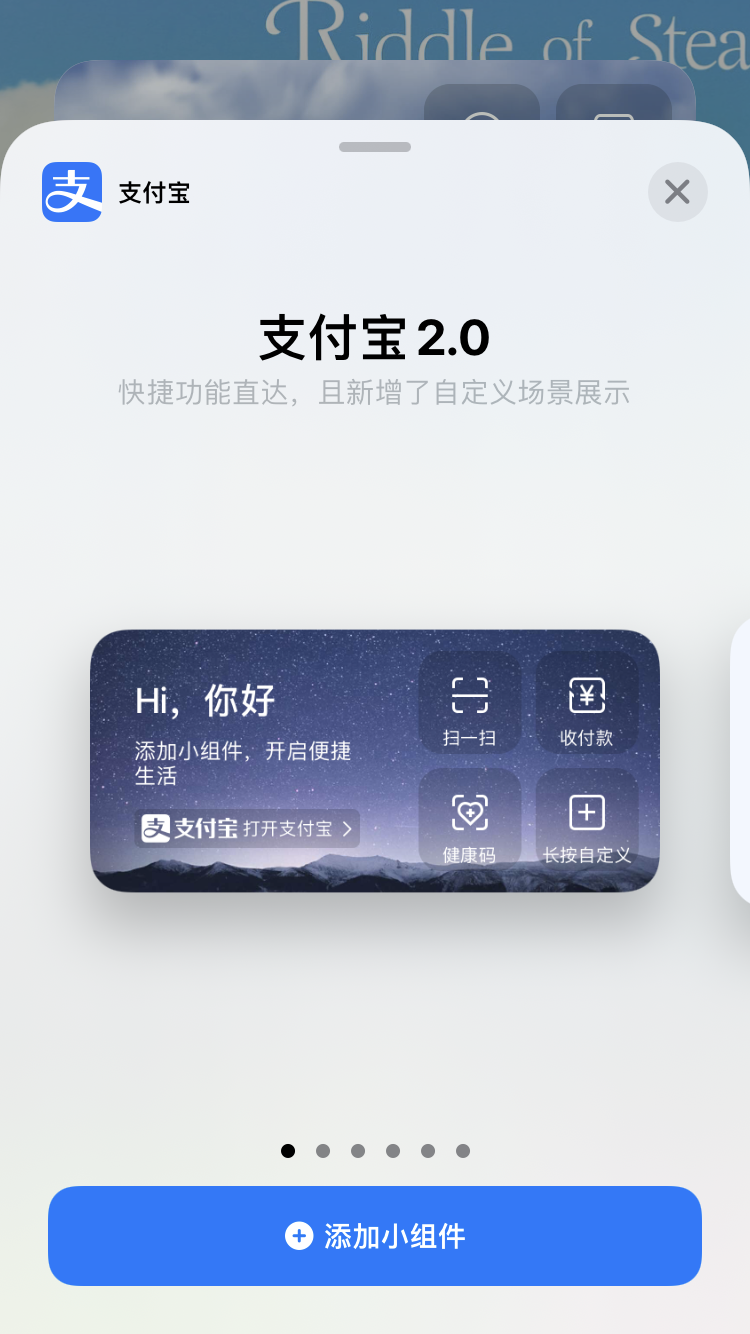 Riddle of Stea
支付宝
支付宝 2.0
快捷功能直达，且新增了自定义场景展示
Hi，你好
添加小组件，开启便捷
生活
支 支付宝 打开支付宝
扫一扫
收付款
健康码
长按自定义
添加小组件